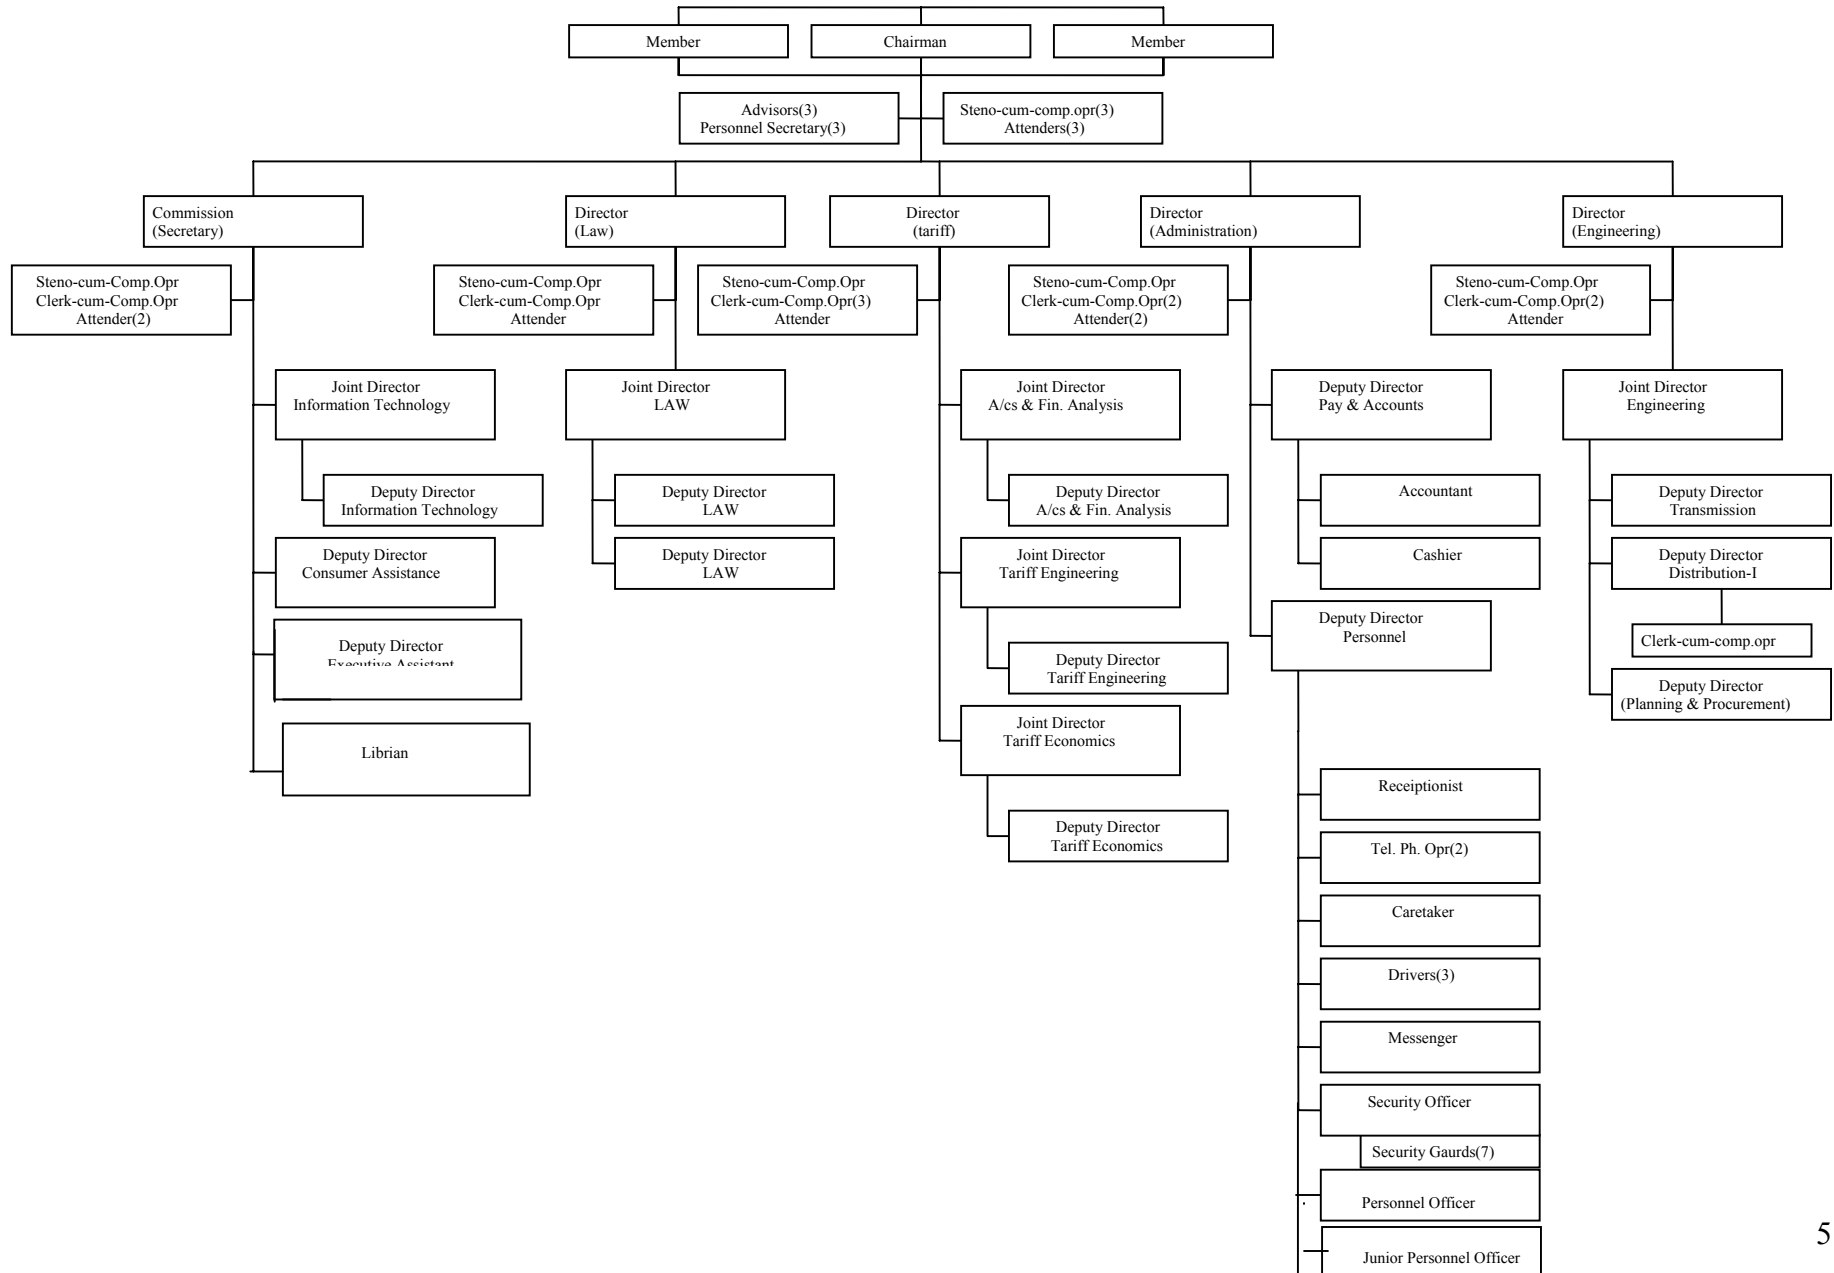 Member
Chairman
Member
Advisors(3)
Personnel Secretary(3)
Steno-cum-comp.opr(3)
Attenders(3)
Commission
(Secretary)
Director
(Law)
Director
(tariff)
Director
(Administration)
Director
(Engineering)
Steno-cum-Comp.Opr
Clerk-cum-Comp.Opr
Attender(2)
Steno-cum-Comp.Opr
Clerk-cum-Comp.Opr
Attender
Steno-cum-Comp.Opr
Clerk-cum-Comp.Opr(3)
Attender
Steno-cum-Comp.Opr
Clerk-cum-Comp.Opr(2)
Attender(2)
Steno-cum-Comp.Opr
Clerk-cum-Comp.Opr(2)
Attender
Joint Director
Information Technology
Deputy Director
Information Technology
Deputy Director
Consumer Assistance
Deputy Director
Executive Assistant
Librian
Joint Director
LAW
Deputy Director
LAW
Deputy Director
LAW
Joint Director
A/cs & Fin. Analysis
Deputy Director
A/cs & Fin. Analysis
Joint Director
Tariff Engineering
Deputy Director
Tariff Engineering
Joint Director
Tariff Economics
Deputy Director
Tariff Economics
Deputy Director
Pay & Accounts
Accountant
Cashier
Deputy Director
Personnel
Receiptionist
Tel. Ph. Opr(2)
Caretaker
Drivers(3)
Messenger
Security Officer
Security Gaurds(7)
Personnel Officer
Junior Personnel Officer
Joint Director
Engineering
Deputy Director
Transmission
Deputy Director
Distribution-I
Clerk-cum-comp.opr
Deputy Director
(Planning & Procurement)
5